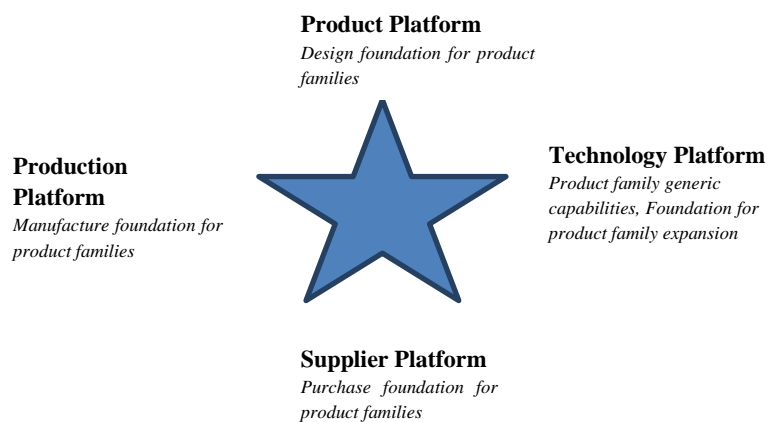 Product Platform
Design foundation for product
families
Production
Platform
Manufacture foundation for
product families
Technology Platform
Product family generic
capabilities, Foundation for
product family expansion
Supplier Platform
Purchase foundation for
product families